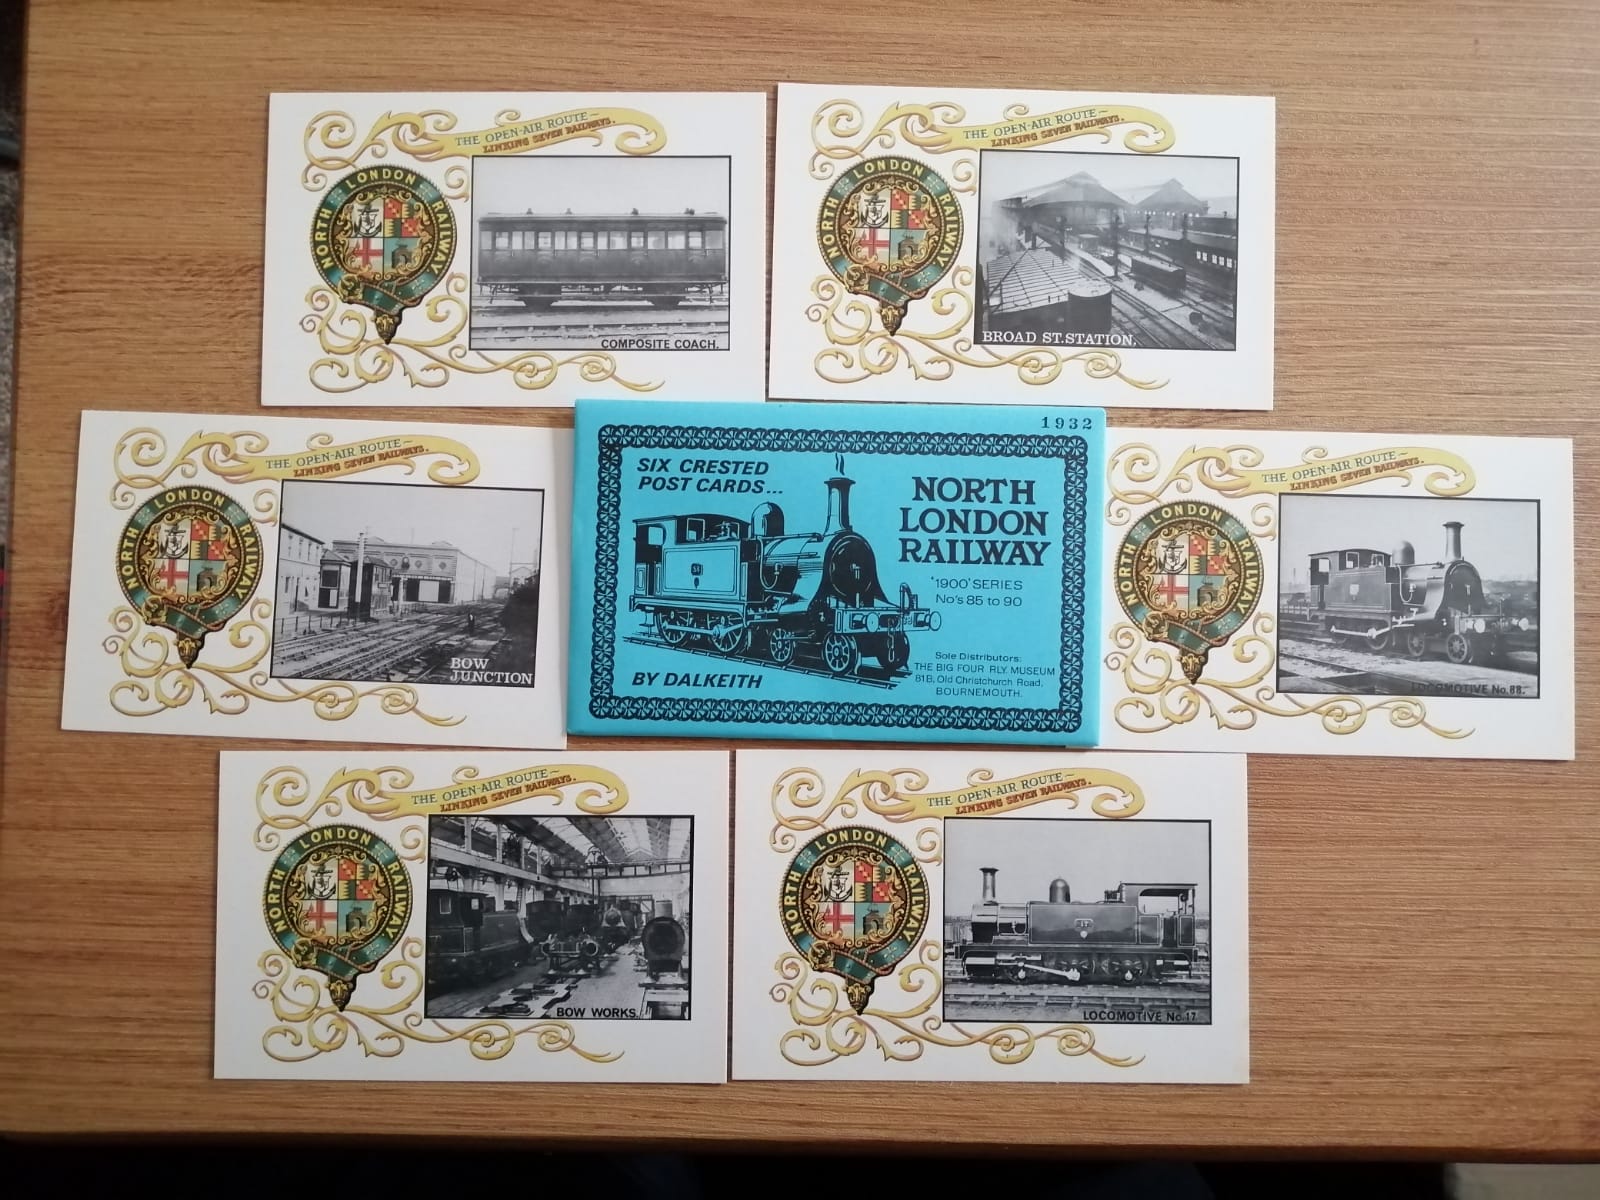 THE OPEN-AIR ROUTE~
LINKING SEVEN RAILWAYS.
NORTH LONDON RAILWAY
COMPOSITE COACH.
THE OPEN-AIR ROUTE~
LINKING SEVEN RAILWAYS.
NORTH LONDON RAILWAY
BROAD ST. STATION.
THE OPEN-AIR ROUTE~
LINKING SEVEN RAILWAYS.
NORTH LONDON RAILWAY
BOW
JUNCTION
1932
SIX CRESTED
POST CARDS...
NORTH
LONDON
RAILWAY
'1900' SERIES
No's 85 to 90
BY DALKEITH
Sole Distributors:
THE BIG FOUR RLY. MUSEUM
81B, Old Christchurch Road,
BOURNEMOUTH.
THE OPEN-AIR ROUTE~
LINKING SEVEN RAILWAYS.
NORTH LONDON RAILWAY
LOCOMOTIVE No.88.
THE OPEN-AIR ROUTE~
LINKING SEVEN RAILWAYS.
NORTH LONDON RAILWAY
BOW WORKS.
THE OPEN-AIR ROUTE~
LINKING SEVEN RAILWAYS.
NORTH LONDON RAILWAY
17
LOCOMOTIVE No.17.